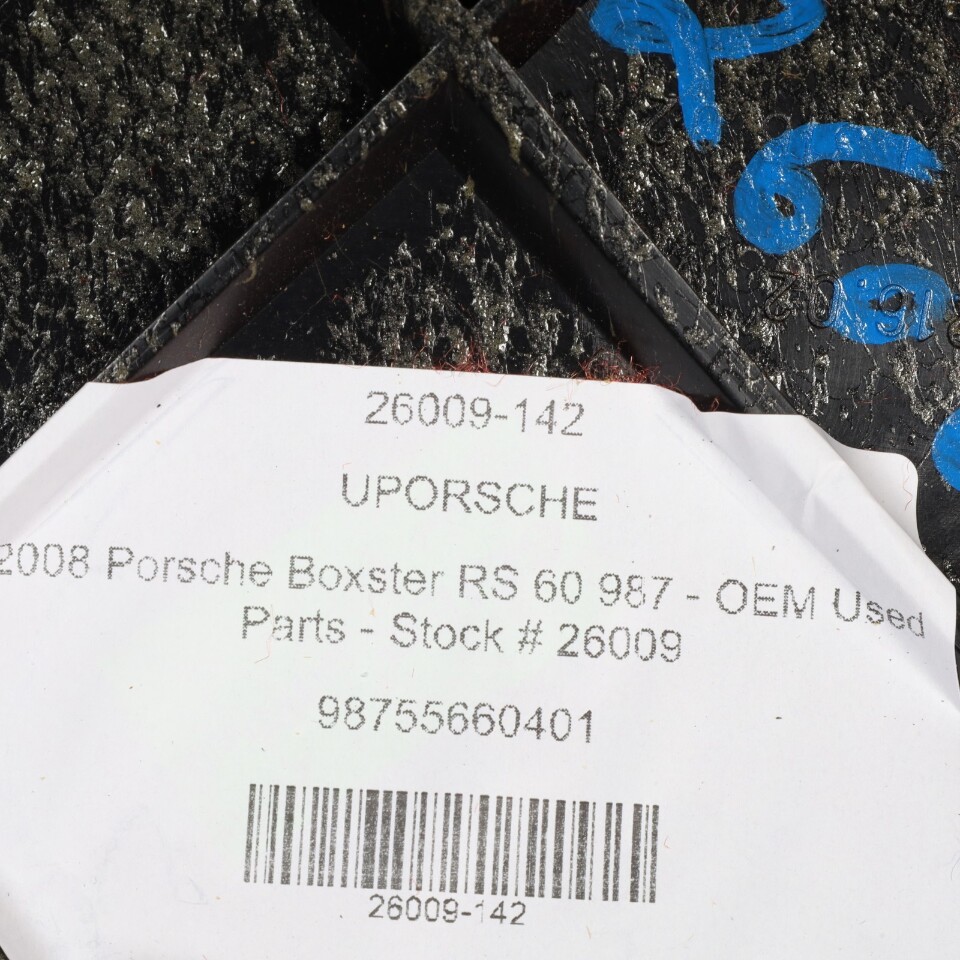 26009-142
UPORSCHE
2008 Porsche Boxster RS 60 987 - OEM Used
Parts - Stock # 26009
98755660401
26009-142